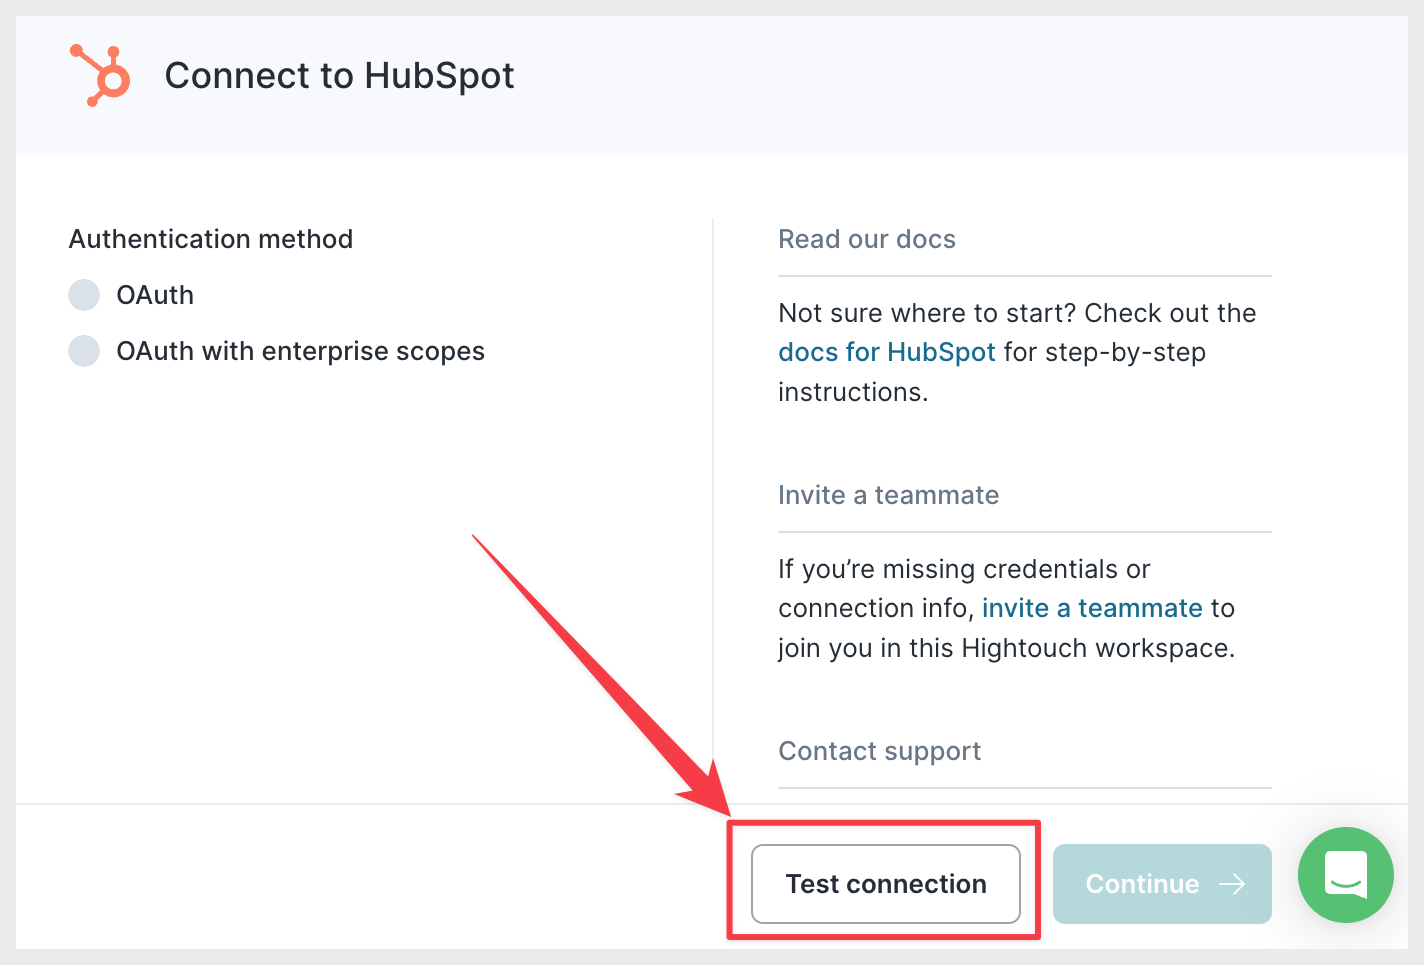 Connect to HubSpot
Authentication method
OAuth
OAuth with enterprise scopes
Read our docs
Not sure where to start? Check out the
docs for HubSpot for step-by-step
instructions.
Invite a teammate
If you’re missing credentials or
connection info, invite a teammate to
join you in this Hightouch workspace.
Contact support
Test connection
Continue